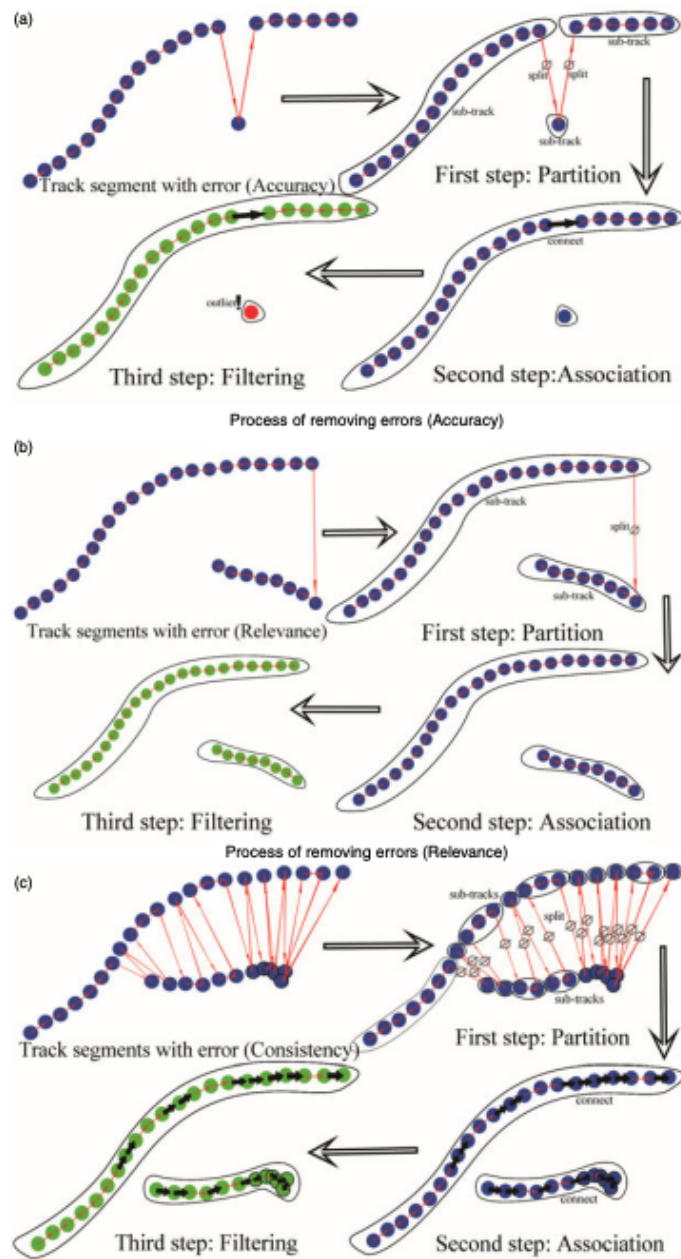 (a)
sub-track
split
split
sub-track
sub-track
Track segment with error (Accuracy)
First step: Partition
connect
outlier!
Third step: Filtering
Second step:Association
Process of removing errors (Accuracy)
(b)
sub-track
split
sub-track
Track segments with error (Relevance)
First step: Partition
Third step: Filtering
Second step: Association
Process of removing errors (Relevance)
(c)
sub-tracks
split
sub-tracks
First step: Partition
Track segments with error (Consistency)
connect
connect
Third step: Filtering
Second step: Association